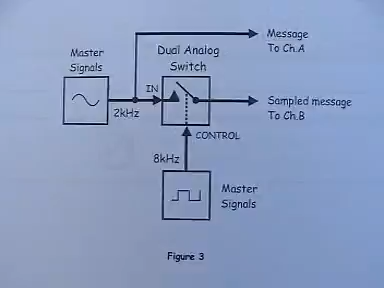 Message
To Ch.A
Master
Signals
Dual Analog
Switch
IN
2kHz
Sampled message
To Ch.B
CONTROL
8kHz
Master
Signals
Figure 3